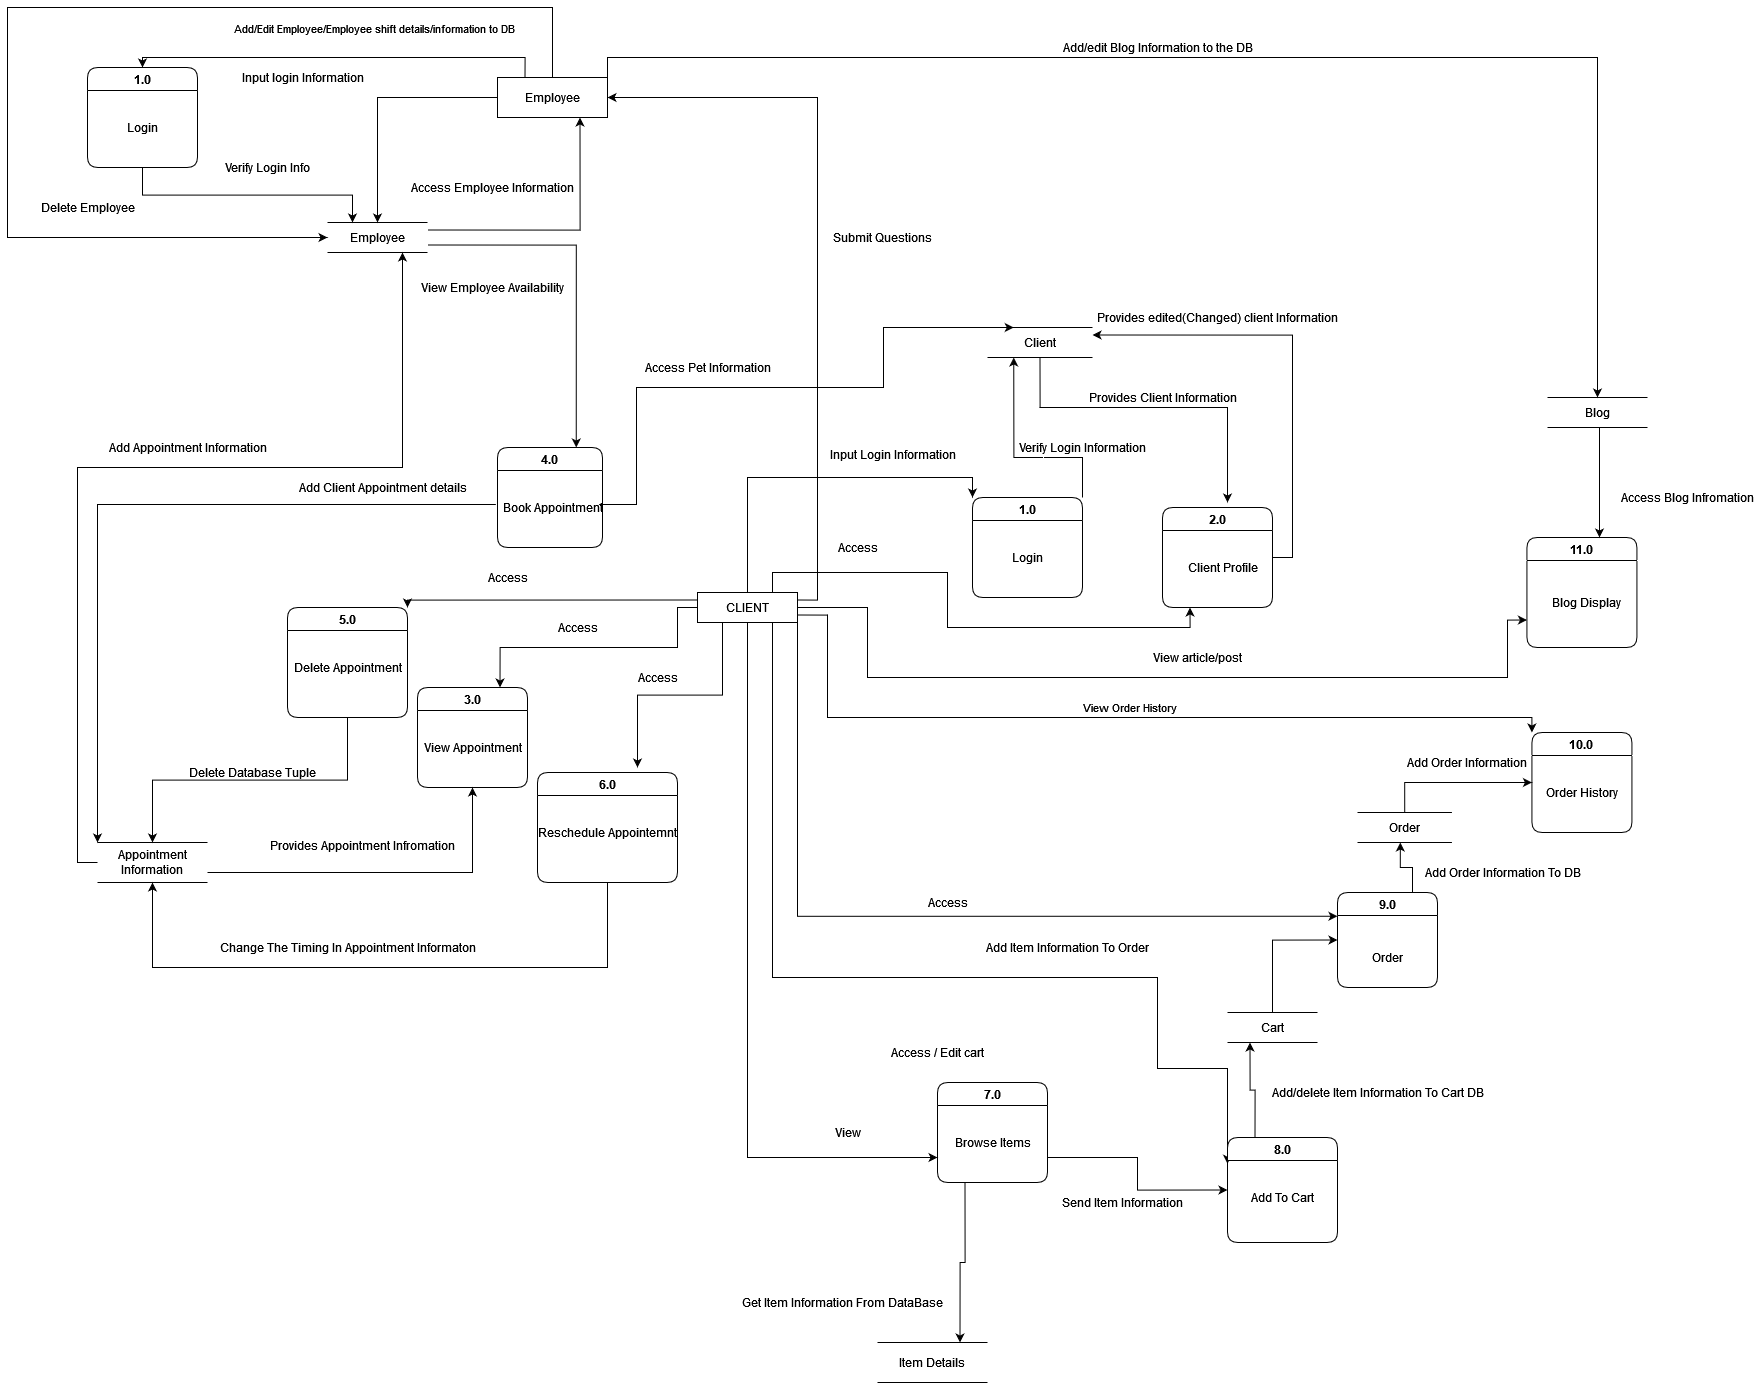 Add/Edit Employee/Employee shift details/information to DB
Add/edit Blog Information to the DB
1.0
Input login Information
Employee
Login
Verify Login Info
Access Employee Information
Delete Employee
Employee
Submit Questions
View Employee Availability
Provides edited(Changed) client Information
Client
Access Pet Information
Provides Client Information
Blog
Add Appointment Information
4.0
Input Login Information
Verify Login Information
Add Client Appointment details
Book Appointment
Access Blog Infromation
1.0
2.0
Access
Login
Client Profile
11.0
Access
CLIENT
Blog Display
5.0
Access
Delete Appointment
View article/post
Access
3.0
View Order History
View Appointment
10.0
Delete Database Tuple
Add Order Information
6.0
Order History
Reschedule Appointemnt
Order
Provides Appointment Infromation
Appointment
Information
Add Order Information To DB
Access
9.0
Change The Timing In Appointment Informaton
Add Item Information To Order
Order
Cart
Access / Edit cart
7.0
Add/delete Item Information To Cart DB
View
Browse Items
8.0
Send Item Information
Add To Cart
Get Item Information From DataBase
Item Details